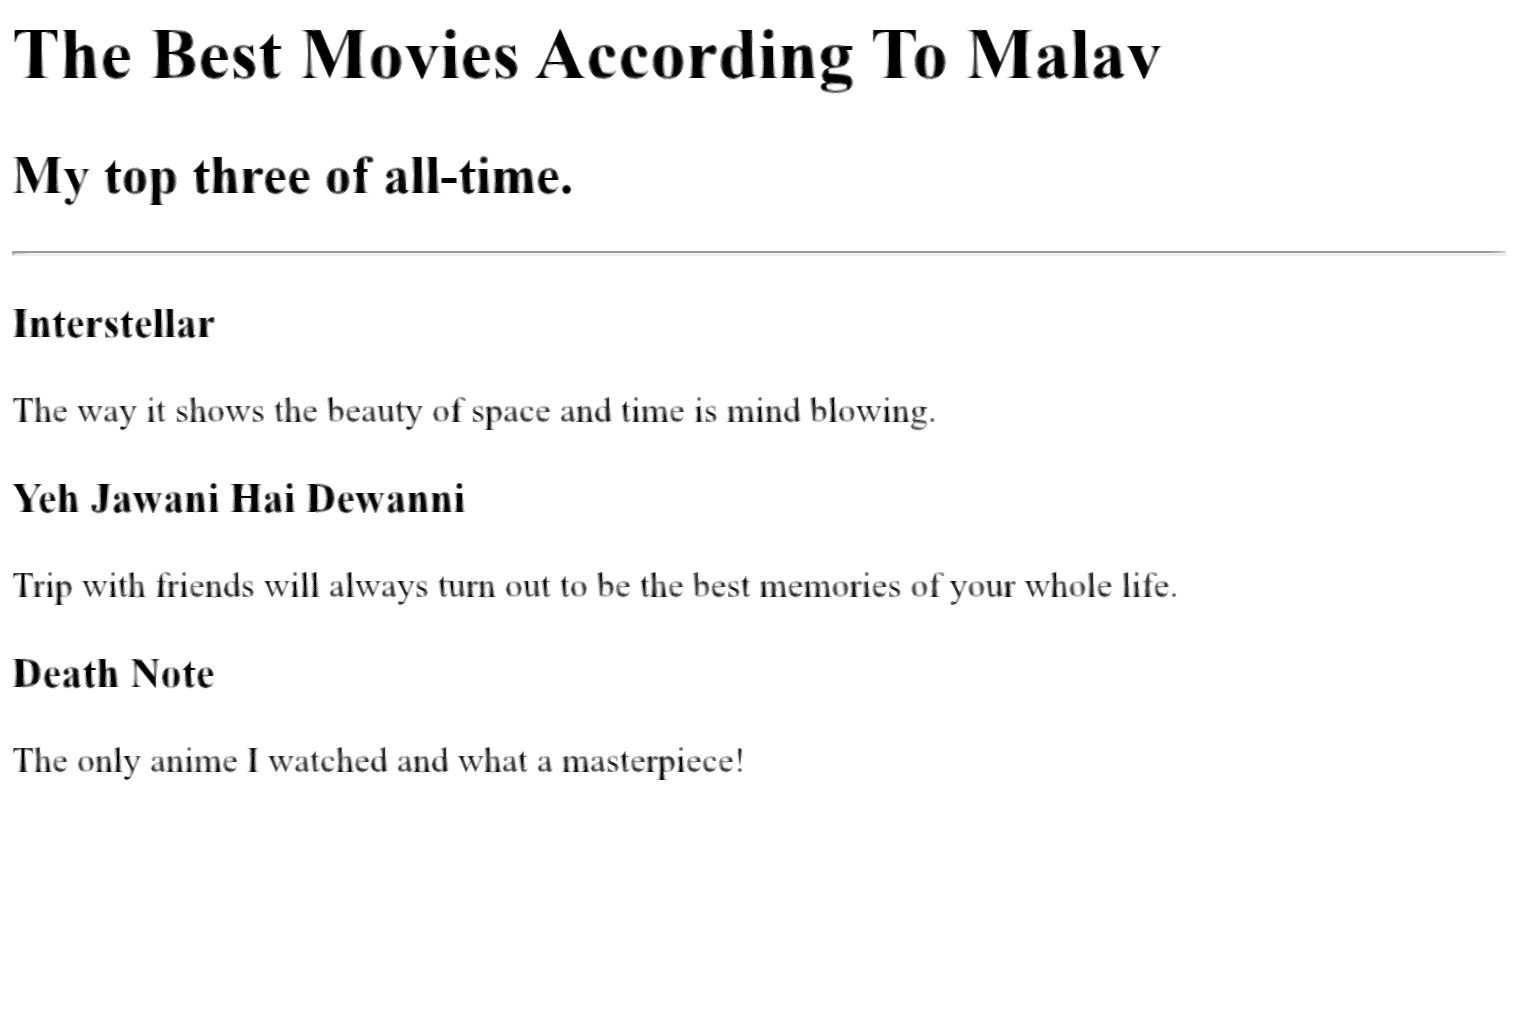 The Best Movies According To Malav
My top three of all-time.
Interstellar
The way it shows the beauty of space and time is mind blowing.
Yeh Jawani Hai Dewanni
Trip with friends will always turn out to be the best memories of your whole life.
Death Note
The only anime I watched and what a masterpiece!